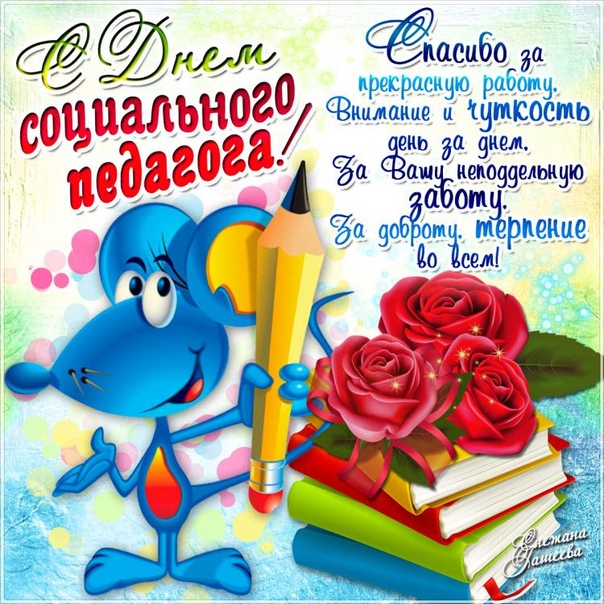 С Днем
социального
педагога!
Спасибо за
прекрасную работу.
Внимание и чуткость
день за днем.
За Вашу неподдельную
заботу.
За доброту, терпение
во всем!
Снежана
Ташеева